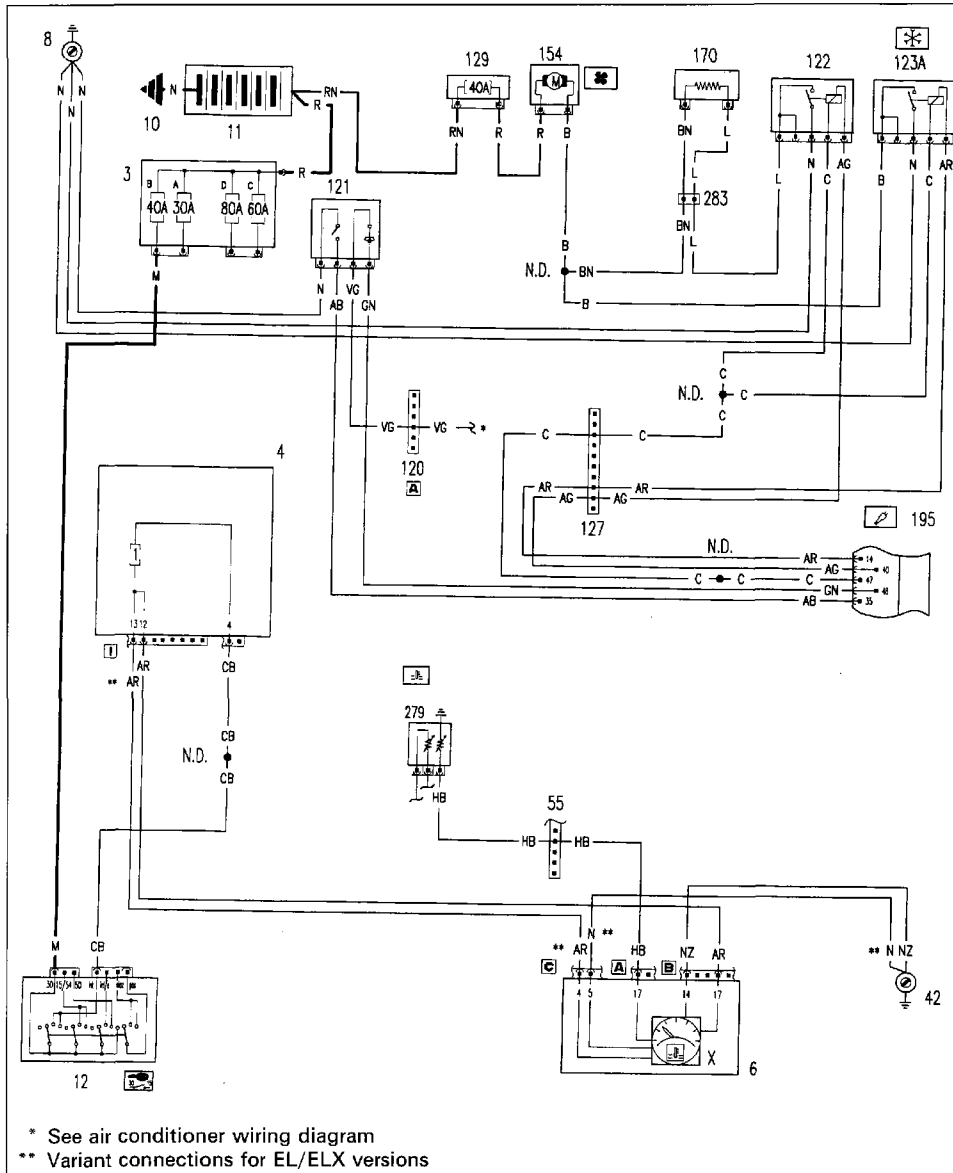 8
N N N
10
N
11
R
RN
129
40A
RN R
154
M
R B
170
BN L
122
L N C AG
123A
B N C AR
3
B A D C
40A 30A 80A 60A
R
M
121
N AB VG GN
L
283
BN L
B
N.D. BN
B
C
N.D. C
C
VG VG *
120
A
C C
AR AR
AG AG
127
4
1
13 12 4
I
AR
** AR
CB
CB
N.D.
CB
195
N.D. AR 14
AG 40
C C C 47
GN 48
AB 35
279
HB
55
HB HB
M CB
30 15/54 50
12
N **
** AR HB NZ AR
C A B
4 5 17 14 17
X
6
** N NZ
42
* See air conditioner wiring diagram
** Variant connections for EL/ELX versions